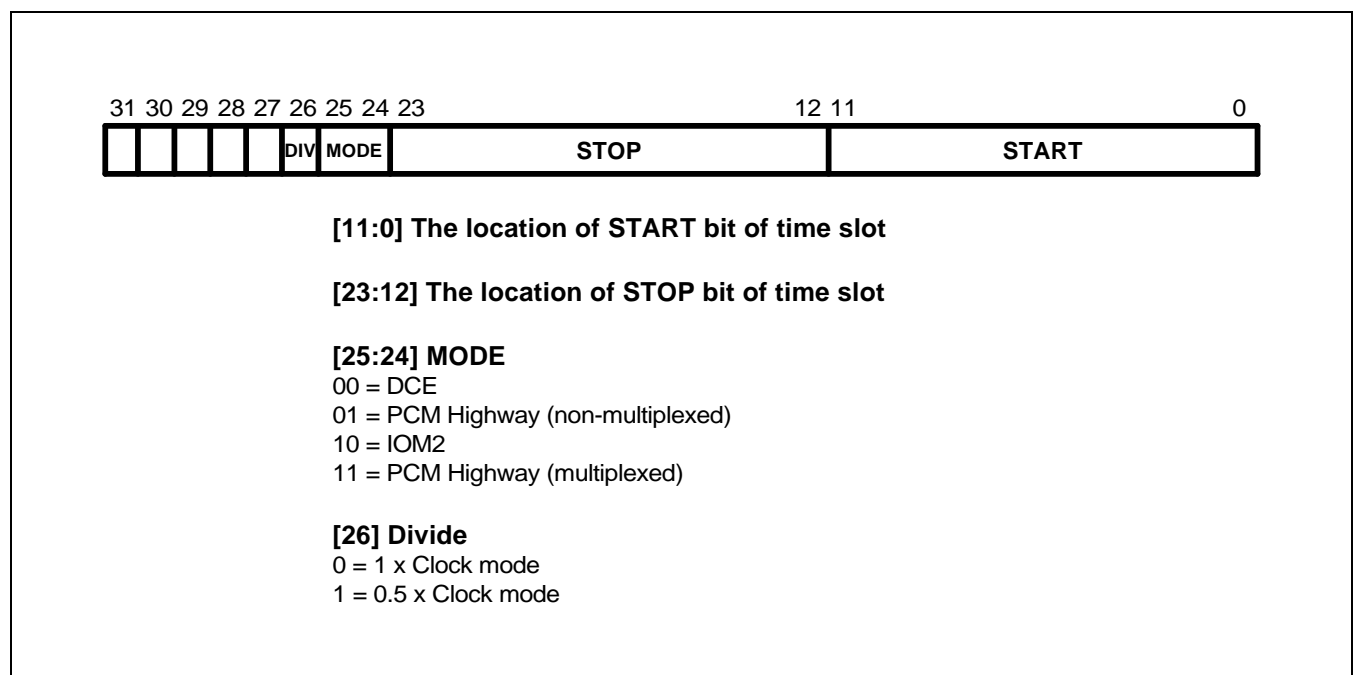 31 30 29 28 27 26 25 24 23 12 11 0
DIV MODE STOP START
[11:0] The location of START bit of time slot
[23:12] The location of STOP bit of time slot
[25:24] MODE
00 = DCE
01 = PCM Highway (non-multiplexed)
10 = IOM2
11 = PCM Highway (multiplexed)
[26] Divide
0 = 1 x Clock mode
1 = 0.5 x Clock mode